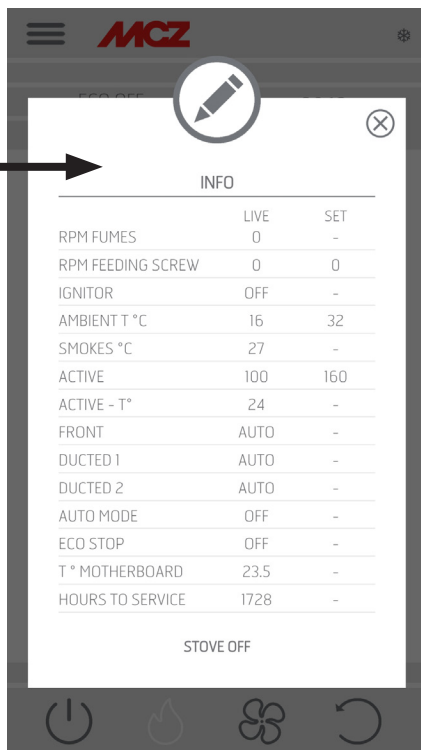 MCZ
INFO
LIVE SET
RPM FUMES 0 -
RPM FEEDING SCREW 0 0
IGNITOR OFF -
AMBIENT T °C 16 32
SMOKES °C 27 -
ACTIVE 100 160
ACTIVE - T° 24 -
FRONT AUTO -
DUCTED 1 AUTO -
DUCTED 2 AUTO -
AUTO MODE OFF -
ECO STOP OFF -
T ° MOTHERBOARD 23.5 -
HOURS TO SERVICE 1728 -
STOVE OFF